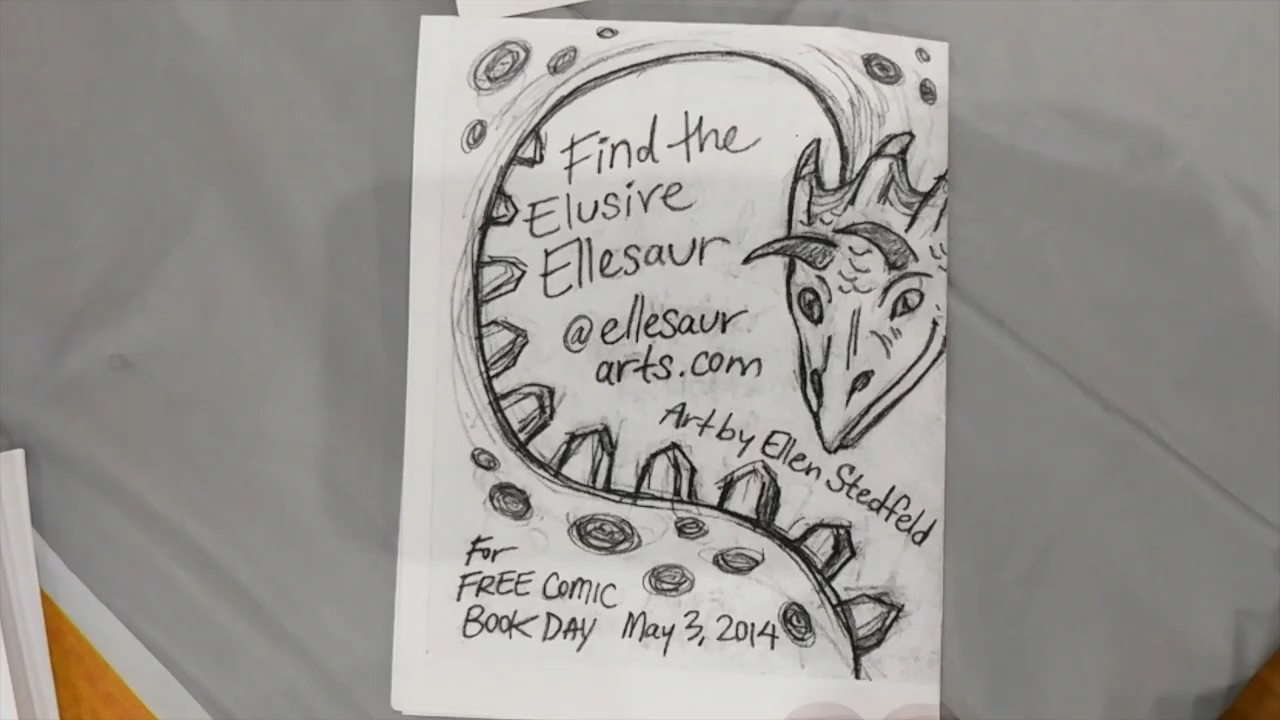 Find the
Elusive
Ellesaur
@ellesaur
arts.com
Art by Ellen Stedfeld
For
FREE Comic
BOOK DAY May 3, 2014